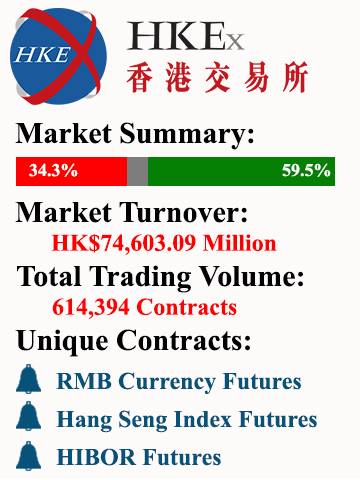 HKE
HKEx
香港交易所
Market Summary:
34.3% 59.5%
Market Turnover:
HK$74,603.09 Million
Total Trading Volume:
614,394 Contracts
Unique Contracts:
RMB Currency Futures
Hang Seng Index Futures
HIBOR Futures